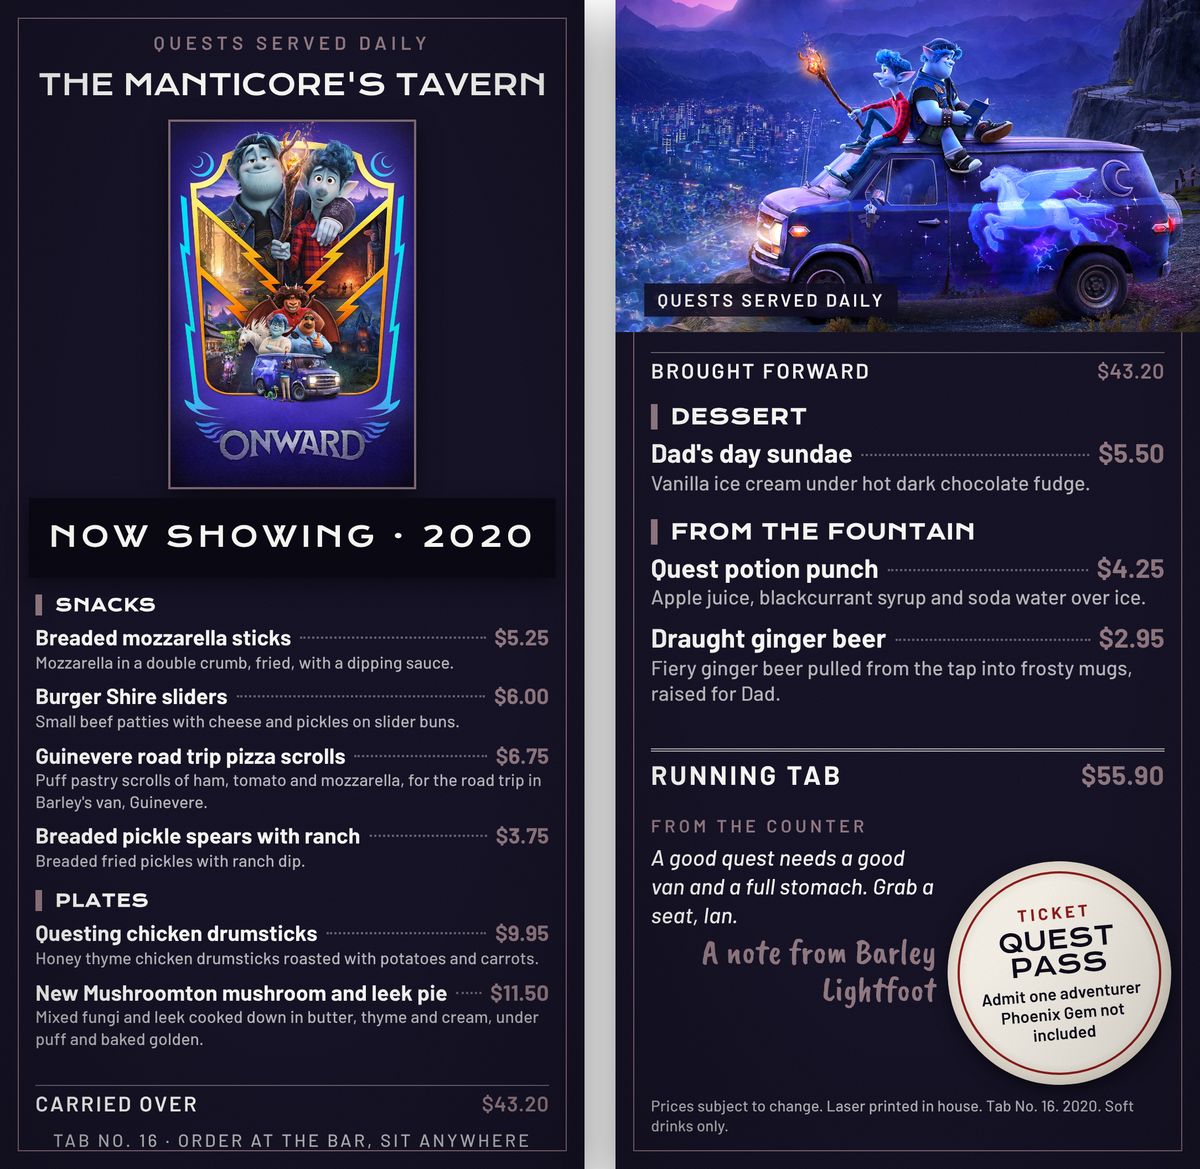 QUESTS SERVED DAILY
THE MANTICORE'S TAVERN
ONWARD
NOW SHOWING · 2020
SNACKS
Breaded mozzarella sticks $5.25
Mozzarella in a double crumb, fried, with a dipping sauce.
Burger Shire sliders $6.00
Small beef patties with cheese and pickles on slider buns.
Guinevere road trip pizza scrolls $6.75
Puff pastry scrolls of ham, tomato and mozzarella, for the road trip in
Barley's van, Guinevere.
Breaded pickle spears with ranch $3.75
Breaded fried pickles with ranch dip.
PLATES
Questing chicken drumsticks $9.95
Honey thyme chicken drumsticks roasted with potatoes and carrots.
New Mushroomton mushroom and leek pie $11.50
Mixed fungi and leek cooked down in butter, thyme and cream, under
puff and baked golden.
CARRIED OVER $43.20
TAB NO. 16 · ORDER AT THE BAR, SIT ANYWHERE
QUESTS SERVED DAILY
BROUGHT FORWARD $43.20
DESSERT
Dad's day sundae $5.50
Vanilla ice cream under hot dark chocolate fudge.
FROM THE FOUNTAIN
Quest potion punch $4.25
Apple juice, blackcurrant syrup and soda water over ice.
Draught ginger beer $2.95
Fiery ginger beer pulled from the tap into frosty mugs,
raised for Dad.
RUNNING TAB $55.90
FROM THE COUNTER
A good quest needs a good
van and a full stomach. Grab a
seat, Ian.
A note from Barley
Lightfoot
TICKET
QUEST
PASS
Admit one adventurer
Phoenix Gem not
included
Prices subject to change. Laser printed in house. Tab No. 16. 2020. Soft
drinks only.